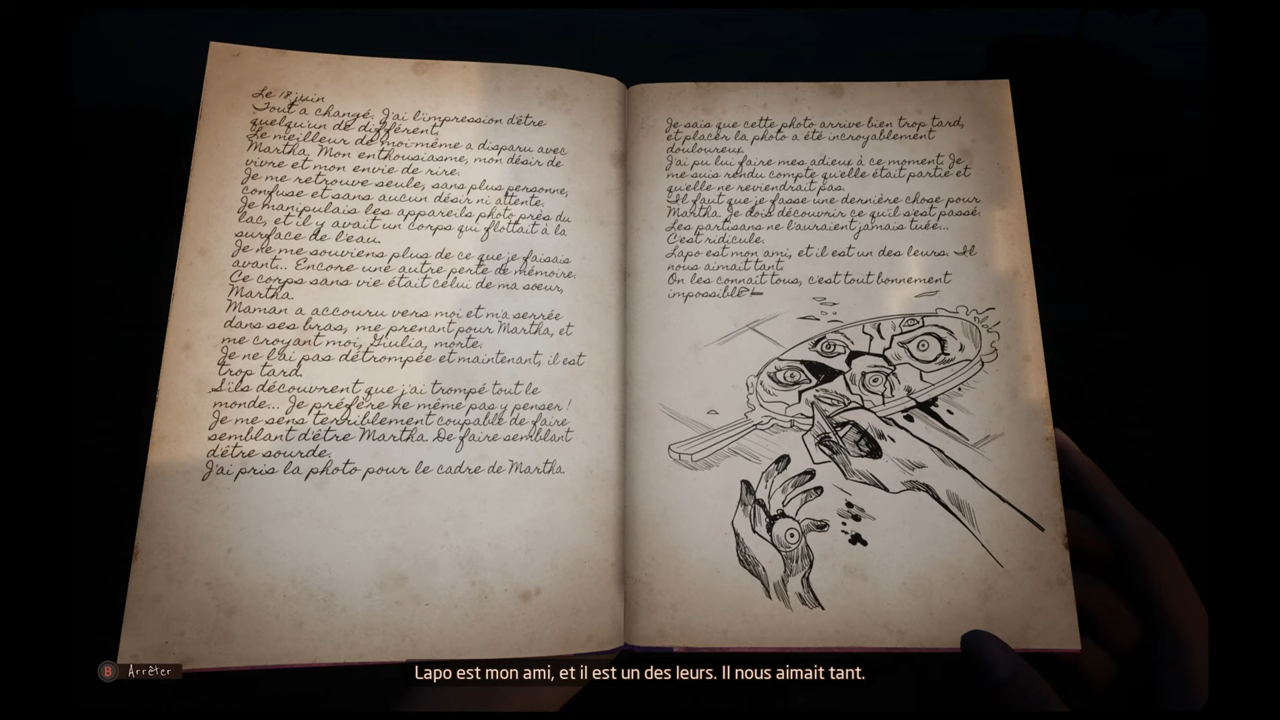 Le 18 juin
Tout a changé. J'ai l'impression d'être
quelqu'un de différent.
Le meilleur de moi-même a disparu avec
Martha. Mon enthousiasme, mon désir de
vivre et mon envie de rire.
Je me retrouve seule, sans plus personne,
confuse et sans aucun désir ni attente.
Je manipulais les appareils photo près du
lac, et il y avait un corps qui flottait à la
surface de l'eau.
Je ne me souviens plus de ce que je faisais
avant... Encore une autre perte de mémoire.
Ce corps sans vie était celui de ma soeur,
Martha.
Maman a accouru vers moi et m'a serrée
dans ses bras, me prenant pour Martha, et
me croyant moi, Giulia, morte.
Je ne l'ai pas détrompée et maintenant, il est
trop tard.
S'ils découvrent que j'ai trompé tout le
monde... Je préfère ne même pas y penser !
Je me sens terriblement coupable de faire
semblant d'être Martha. De faire semblant
d'être sourde.
J'ai pris la photo pour le cadre de Martha
Je sais que cette photo arrive bien trop tard,
et placer la photo a été incroyablement
douloureux.
J'ai pu lui faire mes adieux à ce moment. Je
me suis rendu compte qu'elle était partie et
qu'elle ne reviendrait pas.
Il faut que je fasse une dernière chose pour
Martha. Je dois découvrir ce qu'il s'est passé.
Les partisans ne l'auraient jamais tuée...
C'est ridicule.
Lapo est mon ami, et il est un des leurs. Il
nous aimait tant.
On les connaît tous, c'est tout bonnement
impossible
B Arrêter
Lapo est mon ami, et il est un des leurs. Il nous aimait tant.